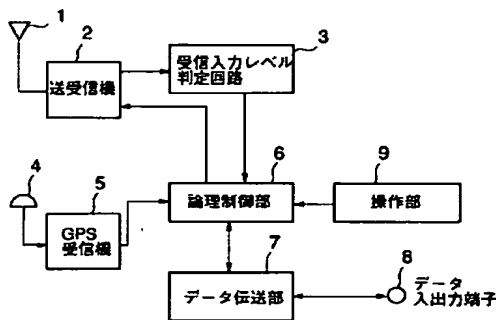 1
2
送受信機
3
受信入力レベル
判定回路
4
5
GPS
受信機
6
論理制御部
9
操作部
7
データ伝送部
8
データ
入出力端子